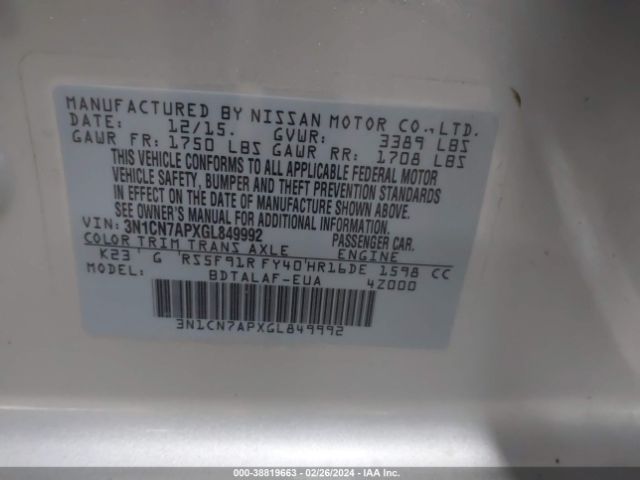 MANUFACTURED BY NISSAN MOTOR CO.,LTD.
DATE: 12/15. GVWR: 3389 LBS
GAWR FR: 1750 LBS GAWR RR: 1708 LBS
THIS VEHICLE CONFORMS TO ALL APPLICABLE FEDERAL MOTOR
VEHICLE SAFETY, BUMPER AND THEFT PREVENTION STANDARDS
IN EFFECT ON THE DATE OF MANUFACTURE SHOWN ABOVE.
SEE OWNER'S MANUAL FOR ADDITIONAL INFORMATION.
VIN: 3N1CN7APXGL849992 PASSENGER CAR.
COLOR TRIM TRANS AXLE ENGINE
K23 G RS5F91R FY40 HR16DE 1598 CC
MODEL: BDTALAF-EUA 4Z000
3N1CN7APXGL849992
000-38819663 - 02/26/2024 - IAAI.com